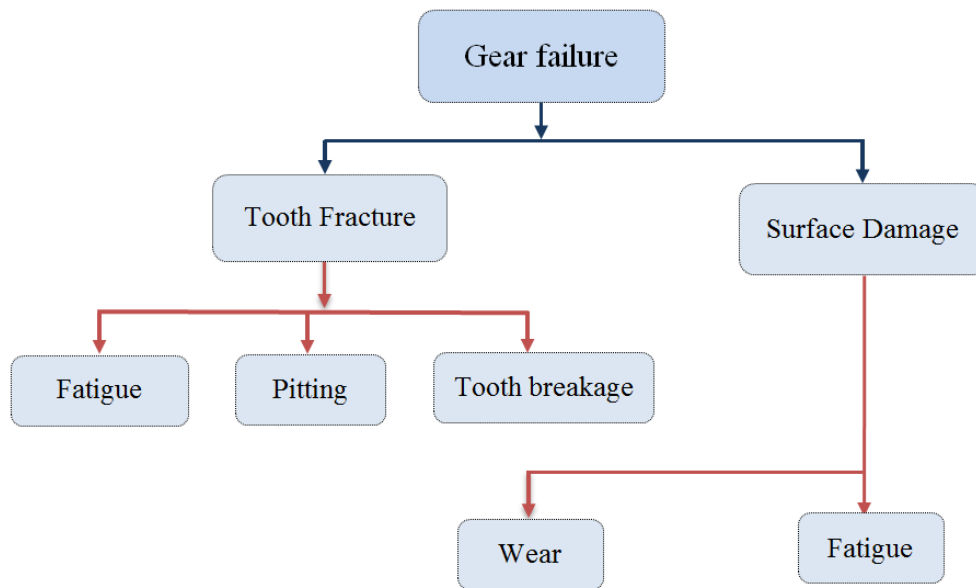 Gear failure
Tooth Fracture
Surface Damage
Fatigue
Pitting
Tooth breakage
Wear
Fatigue